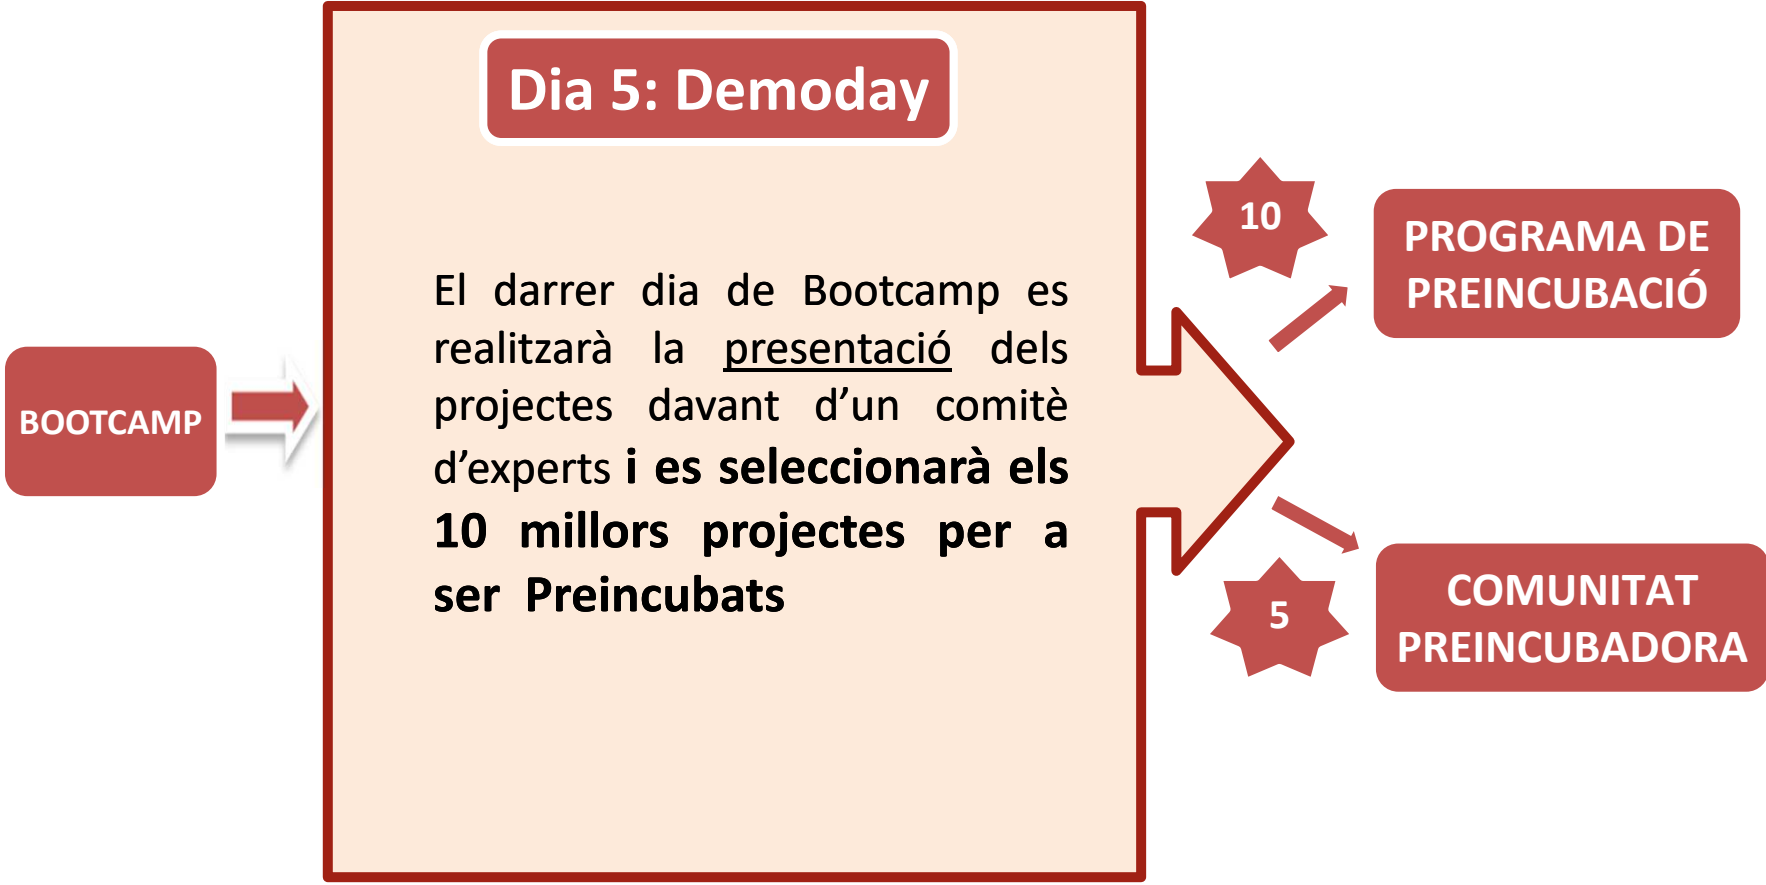 Dia 5: Demoday
BOOTCAMP
El darrer dia de Bootcamp es
realitzarà la presentació dels
projectes davant d’un comitè
d’experts i es seleccionarà els
10 millors projectes per a
ser Preincubats
10
PROGRAMA DE
PREINCUBACIÓ
5
COMUNITAT
PREINCUBADORA